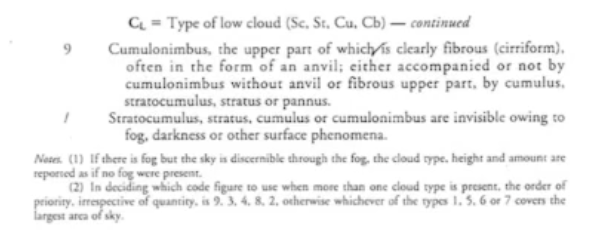 CL = Type of low cloud (Sc, St, Cu, Cb) — continued
9 Cumulonimbus, the upper part of which is clearly fibrous (cirriform),
often in the form of an anvil; either accompanied or not by
cumulonimbus without anvil or fibrous upper part, by cumulus,
stratocumulus, stratus or pannus.
/ Stratocumulus, stratus, cumulus or cumulonimbus are invisible owing to
fog, darkness or other surface phenomena.
Notes. (1) If there is fog but the sky is discernible through the fog, the cloud type, height and amount are
reported as if no fog were present.
(2) In deciding which code figure to use when more than one cloud type is present, the order of
priority, irrespective of quantity, is 9, 3, 4, 8, 2, otherwise whichever of the types 1, 5, 6 or 7 covers the
largest area of sky.